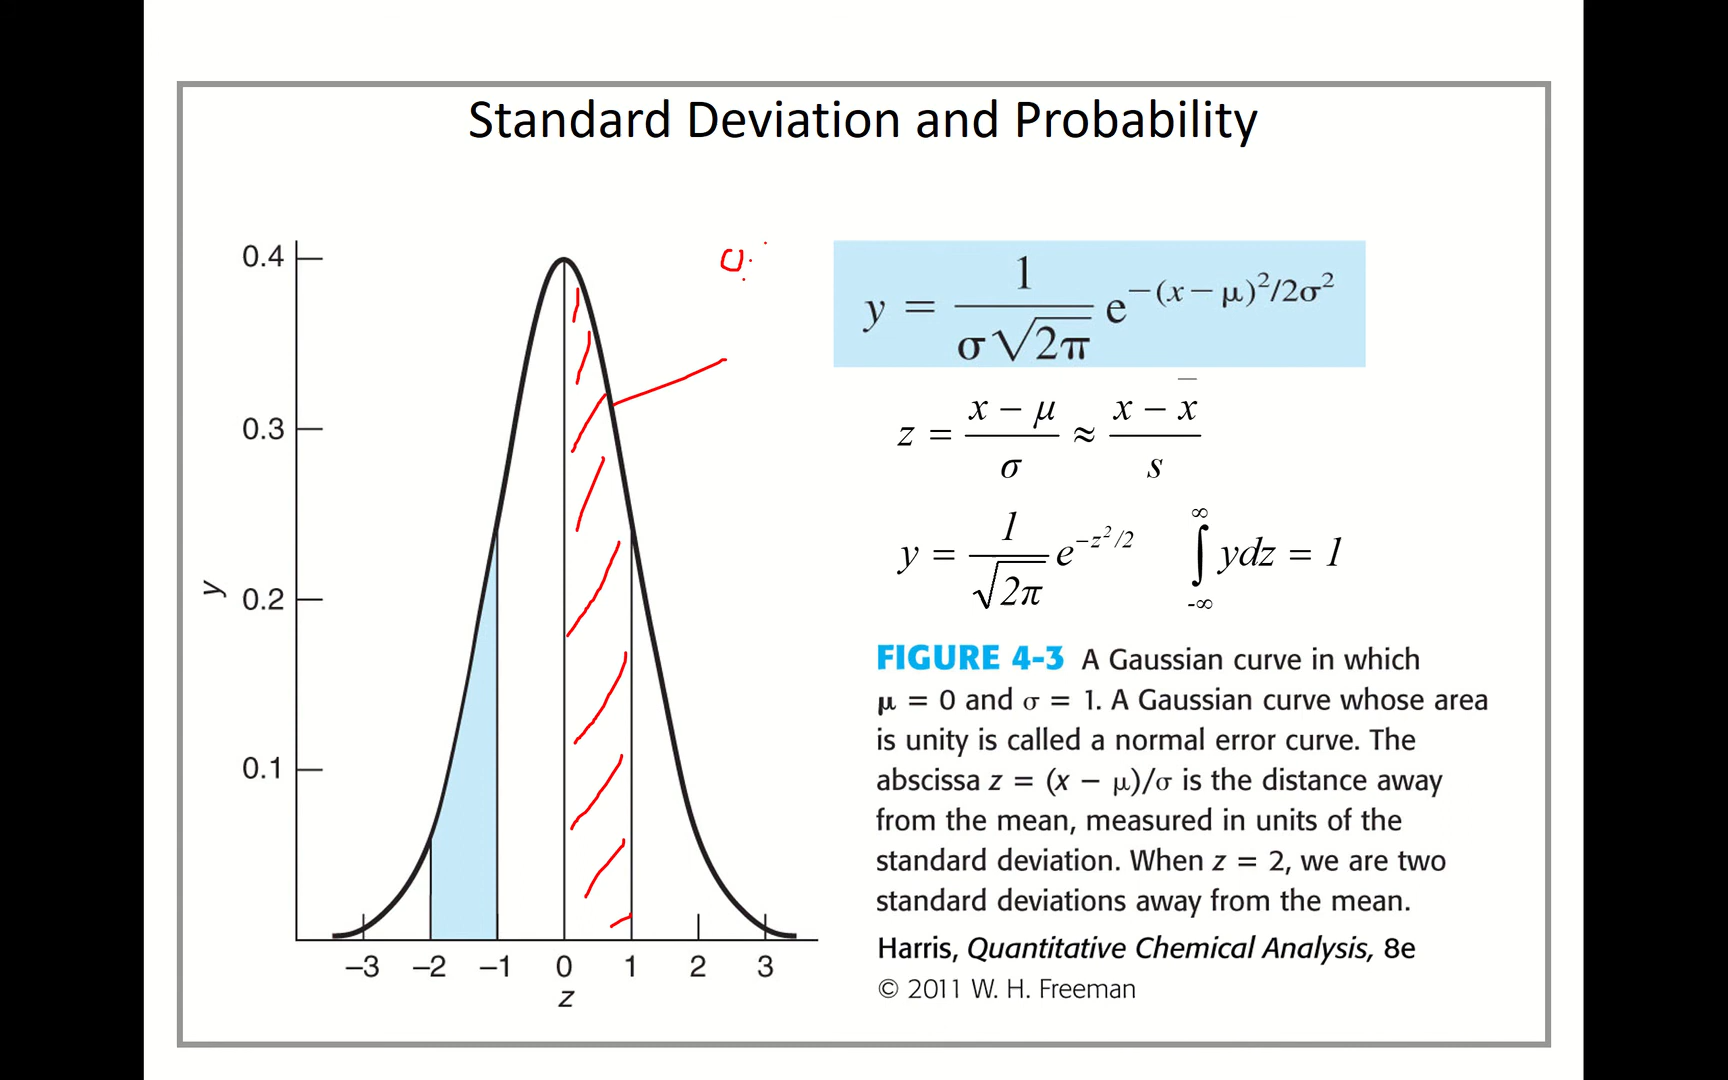 Standard Deviation and Probability
0.4
0.3
0.2
0.1
y
–3 –2 –1 0 1 2 3
z
0.
y = 1/σ√2π e^–(x – μ)²/2σ²
z = x – μ/σ ≈ x – x̄/s
y = 1/√2π e^–z²/2 ∫_-∞^∞ ydz = 1
FIGURE 4-3 A Gaussian curve in which
μ = 0 and σ = 1. A Gaussian curve whose area
is unity is called a normal error curve. The
abscissa z = (x – μ)/σ is the distance away
from the mean, measured in units of the
standard deviation. When z = 2, we are two
standard deviations away from the mean.
Harris, Quantitative Chemical Analysis, 8e
© 2011 W. H. Freeman